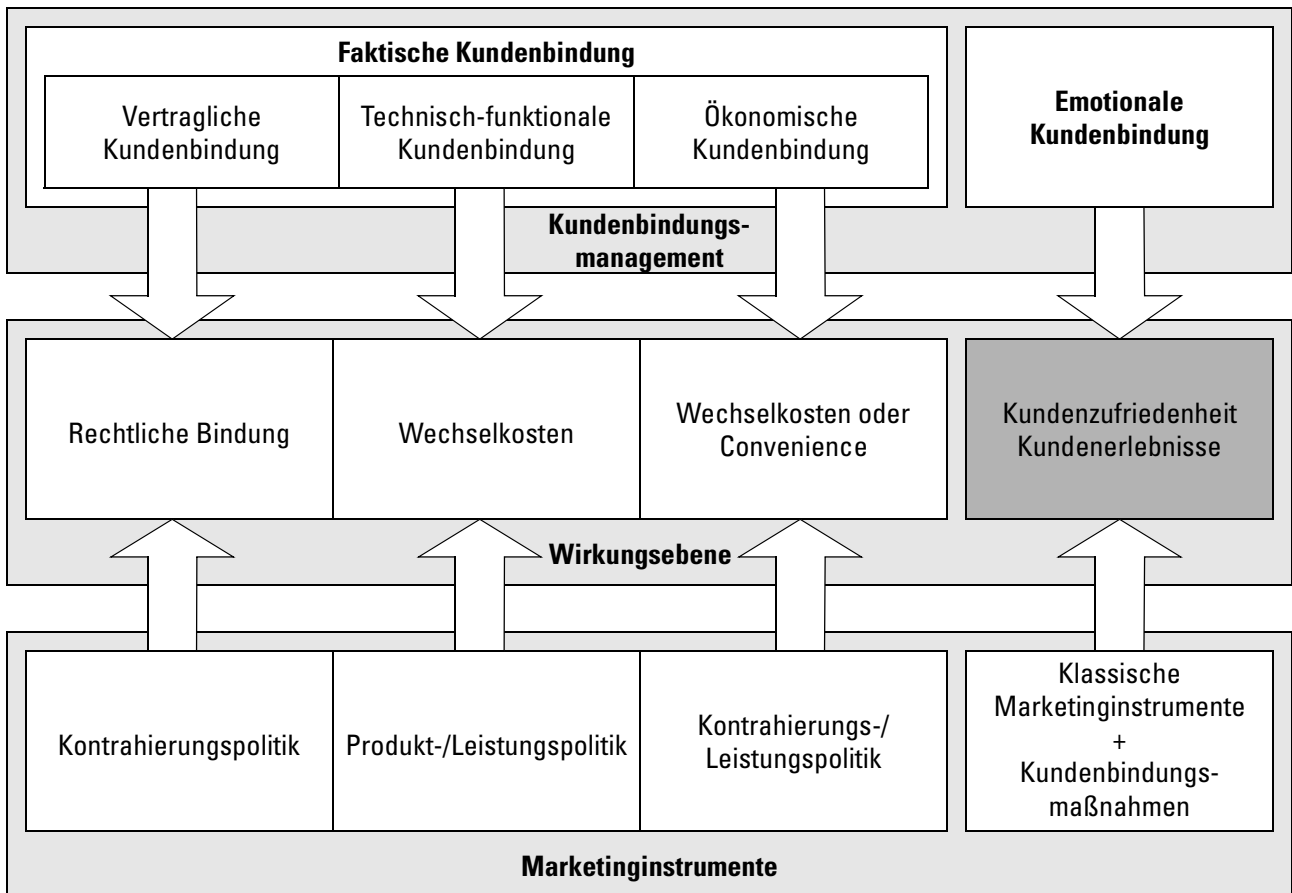 Faktische Kundenbindung
Vertragliche
Kundenbindung
Technisch-funktionale
Kundenbindung
Ökonomische
Kundenbindung
Emotionale
Kundenbindung
Kundenbindungs-
management
Rechtliche Bindung
Wechselkosten
Wechselkosten oder
Convenience
Kundenzufriedenheit
Kundenerlebnisse
Wirkungsebene
Kontrahierungspolitik
Produkt-/Leistungspolitik
Kontrahierungs-/
Leistungspolitik
Klassische
Marketinginstrumente
+
Kundenbindungs-
maßnahmen
Marketinginstrumente